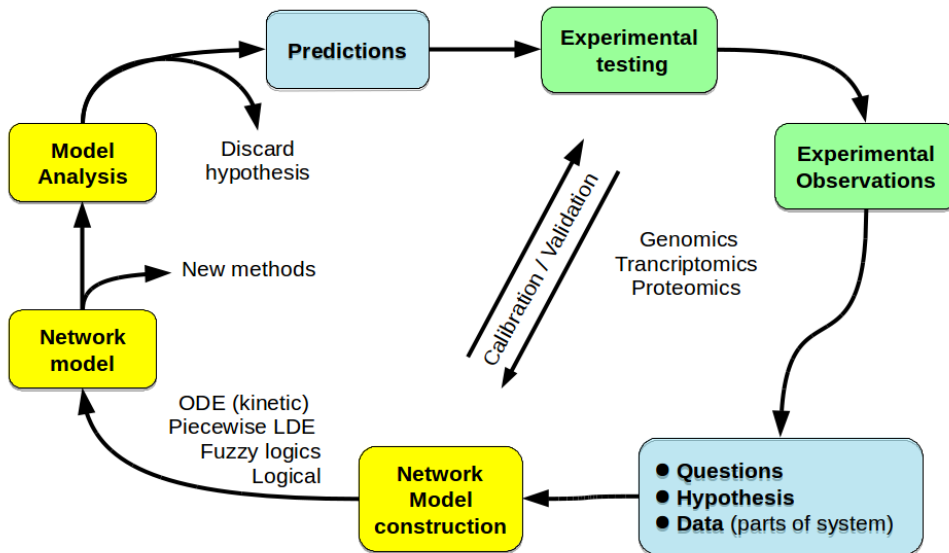 Predictions
Experimental
testing
Model
Analysis
Discard
hypothesis
Experimental
Observations
Calibration / Validation
Genomics
Trancriptomics
Proteomics
New methods
Network
model
ODE (kinetic)
Piecewise LDE
Fuzzy logics
Logical
Network
Model
construction
● Questions
● Hypothesis
● Data (parts of system)